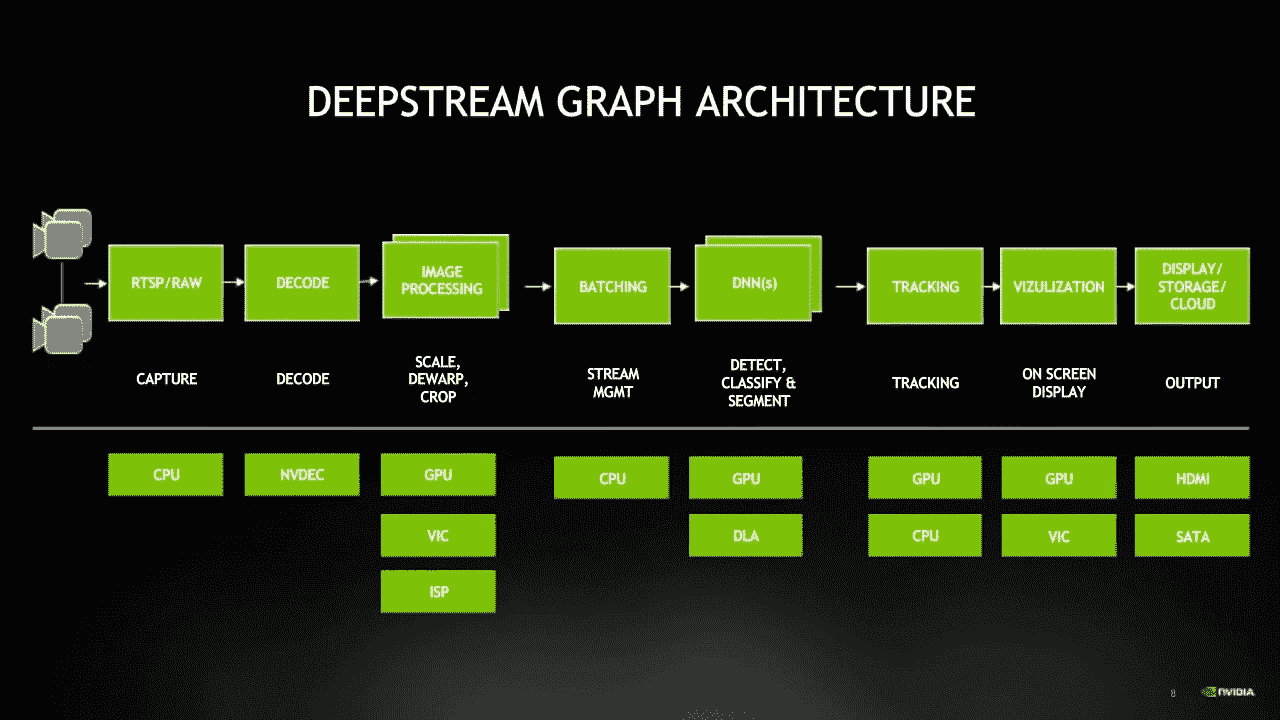 DEEPSTREAM GRAPH ARCHITECTURE
RTSP/RAW
DECODE
IMAGE
PROCESSING
BATCHING
DNN(s)
TRACKING
VIZULIZATION
DISPLAY/
STORAGE/
CLOUD
CAPTURE
DECODE
SCALE,
DEWARP,
CROP
STREAM
MGMT
DETECT,
CLASSIFY &
SEGMENT
TRACKING
ON SCREEN
DISPLAY
OUTPUT
CPU
NVDEC
GPU
CPU
GPU
GPU
GPU
HDMI
VIC
DLA
CPU
VIC
SATA
ISP
8
NVIDIA